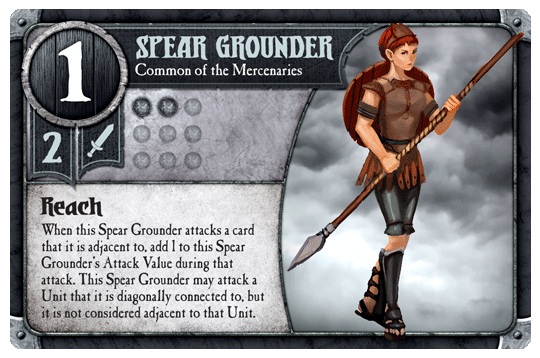 1
SPEAR GROUNDER
Common of the Mercenaries
2
Reach
When this Spear Grounder attacks a card
that it is adjacent to, add 1 to this Spear
Grounder's Attack Value during that
attack. This Spear Grounder may attack a
Unit that it is diagonally connected to, but
it is not considered adjacent to that Unit.